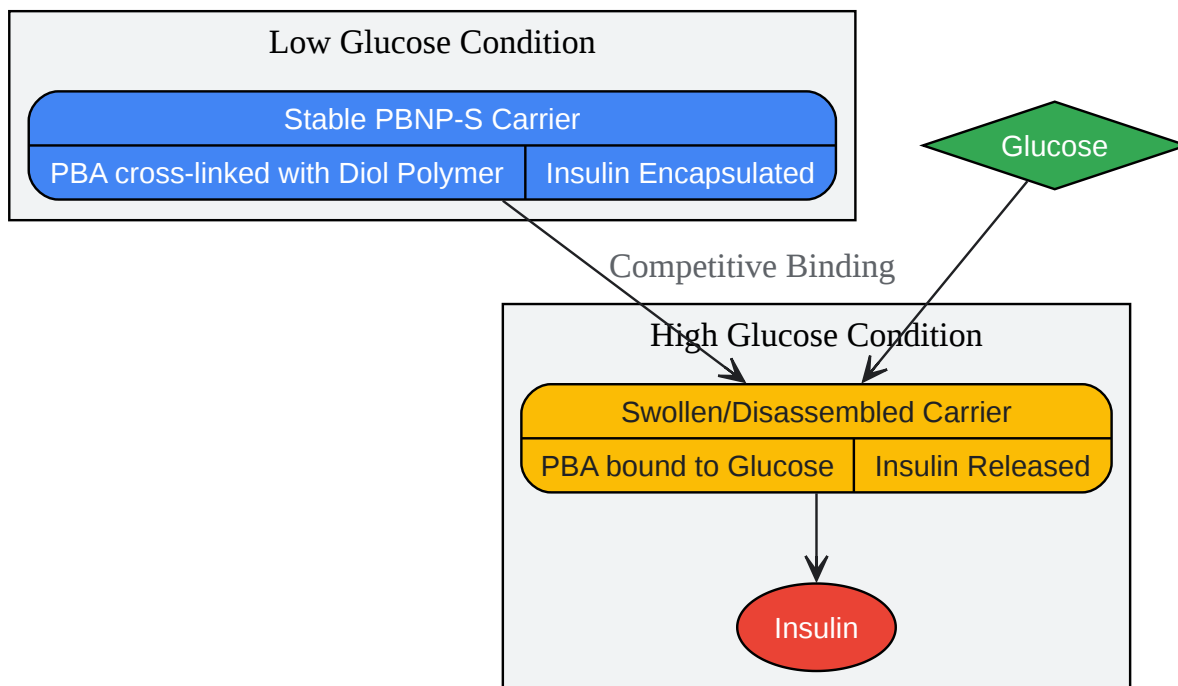 Low Glucose Condition
Stable PBNP-S Carrier
PBA cross-linked with Diol Polymer
Insulin Encapsulated
Glucose
Competitive Binding
High Glucose Condition
Swollen/Disassembled Carrier
PBA bound to Glucose
Insulin Released
Insulin